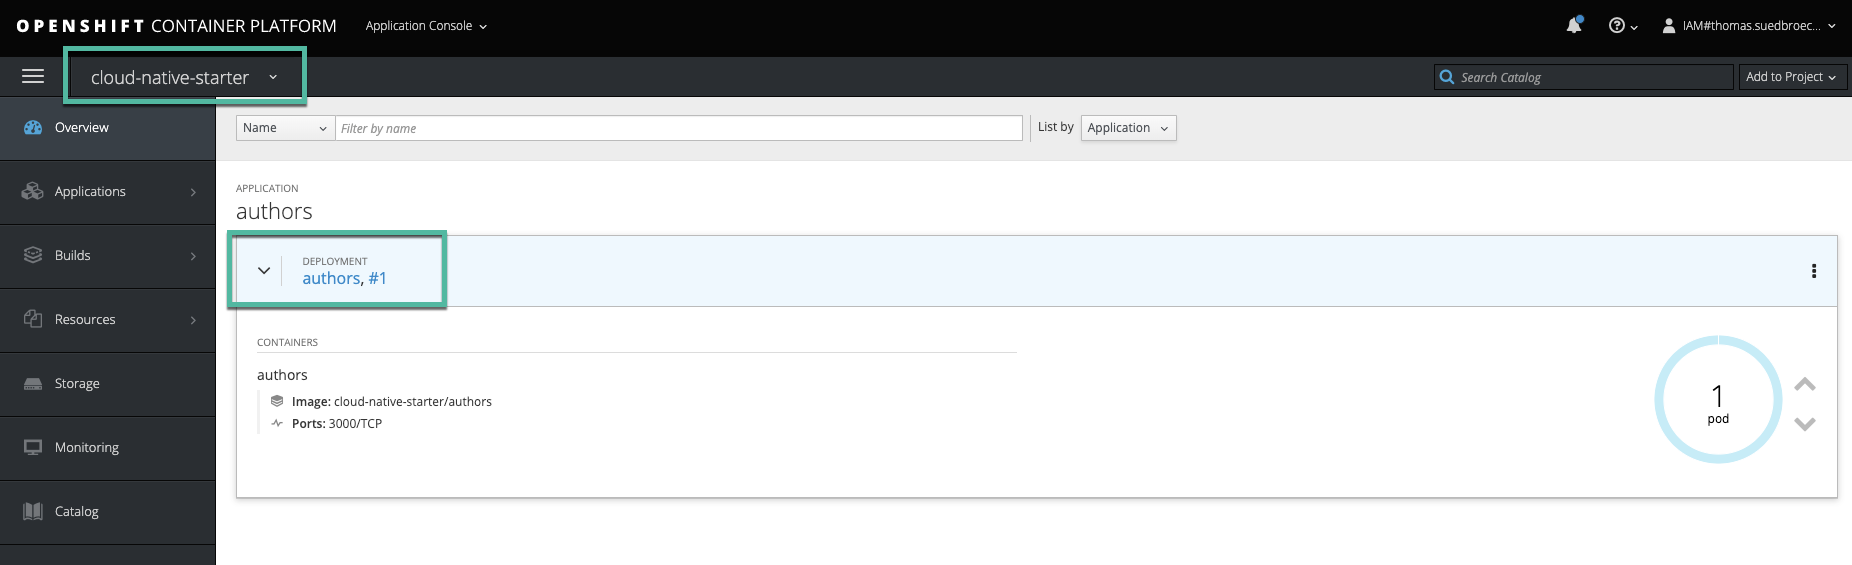 OPENSHIFT CONTAINER PLATFORM
Application Console
IAM#thomas.suedbroec...
cloud-native-starter
Search Catalog
Add to Project
Overview
Applications
Builds
Resources
Storage
Monitoring
Catalog
Name
Filter by name
List by
Application
APPLICATION
authors
DEPLOYMENT
authors, #1
CONTAINERS
authors
Image: cloud-native-starter/authors
Ports: 3000/TCP
1
pod